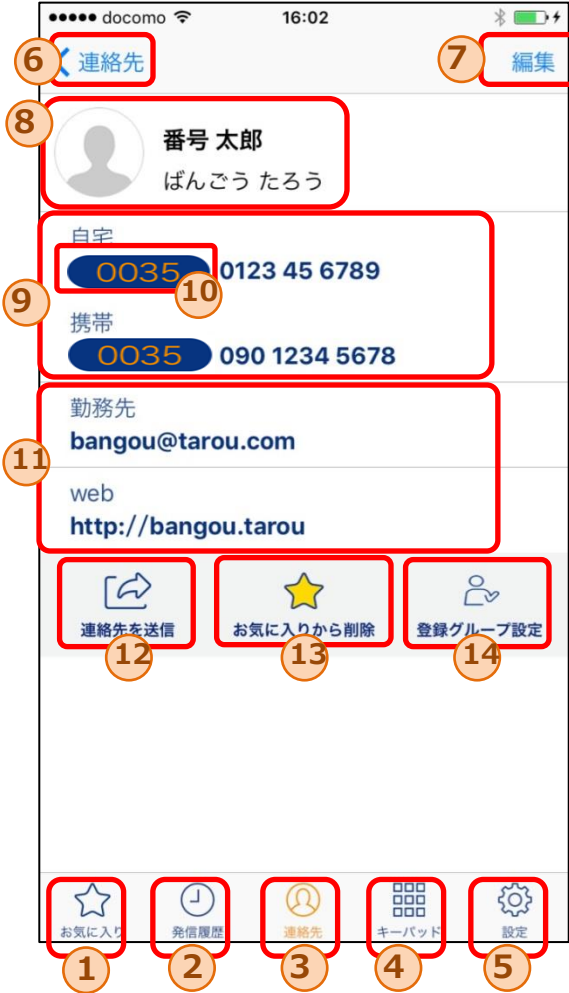 docomo 16:02
6 連絡先 7 編集
8
番号 太郎
ばんごう たろう
自宅
9 0035 10 0123 45 6789
携帯
0035 090 1234 5678
勤務先
bangou@tarou.com
11
web
http://bangou.tarou
連絡先を送信 お気に入りから削除 登録グループ設定
12 13 14
お気に入り 発信履歴 連絡先 キーパッド 設定
1 2 3 4 5